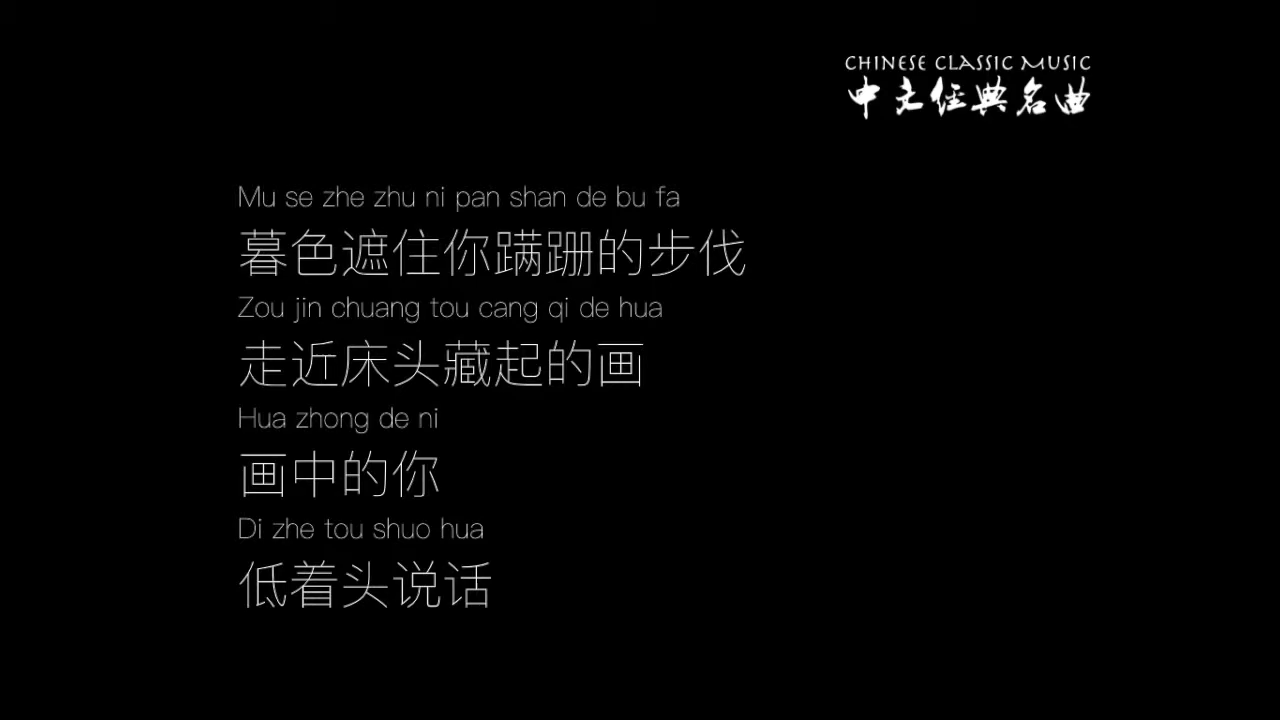 CHINESE CLASSIC MUSIC
中文经典名曲
Mu se zhe zhu ni pan shan de bu fa
暮色遮住你蹒跚的步伐
Zou jin chuang tou cang qi de hua
走近床头藏起的画
Hua zhong de ni
画中的你
Di zhe tou shuo hua
低着头说话